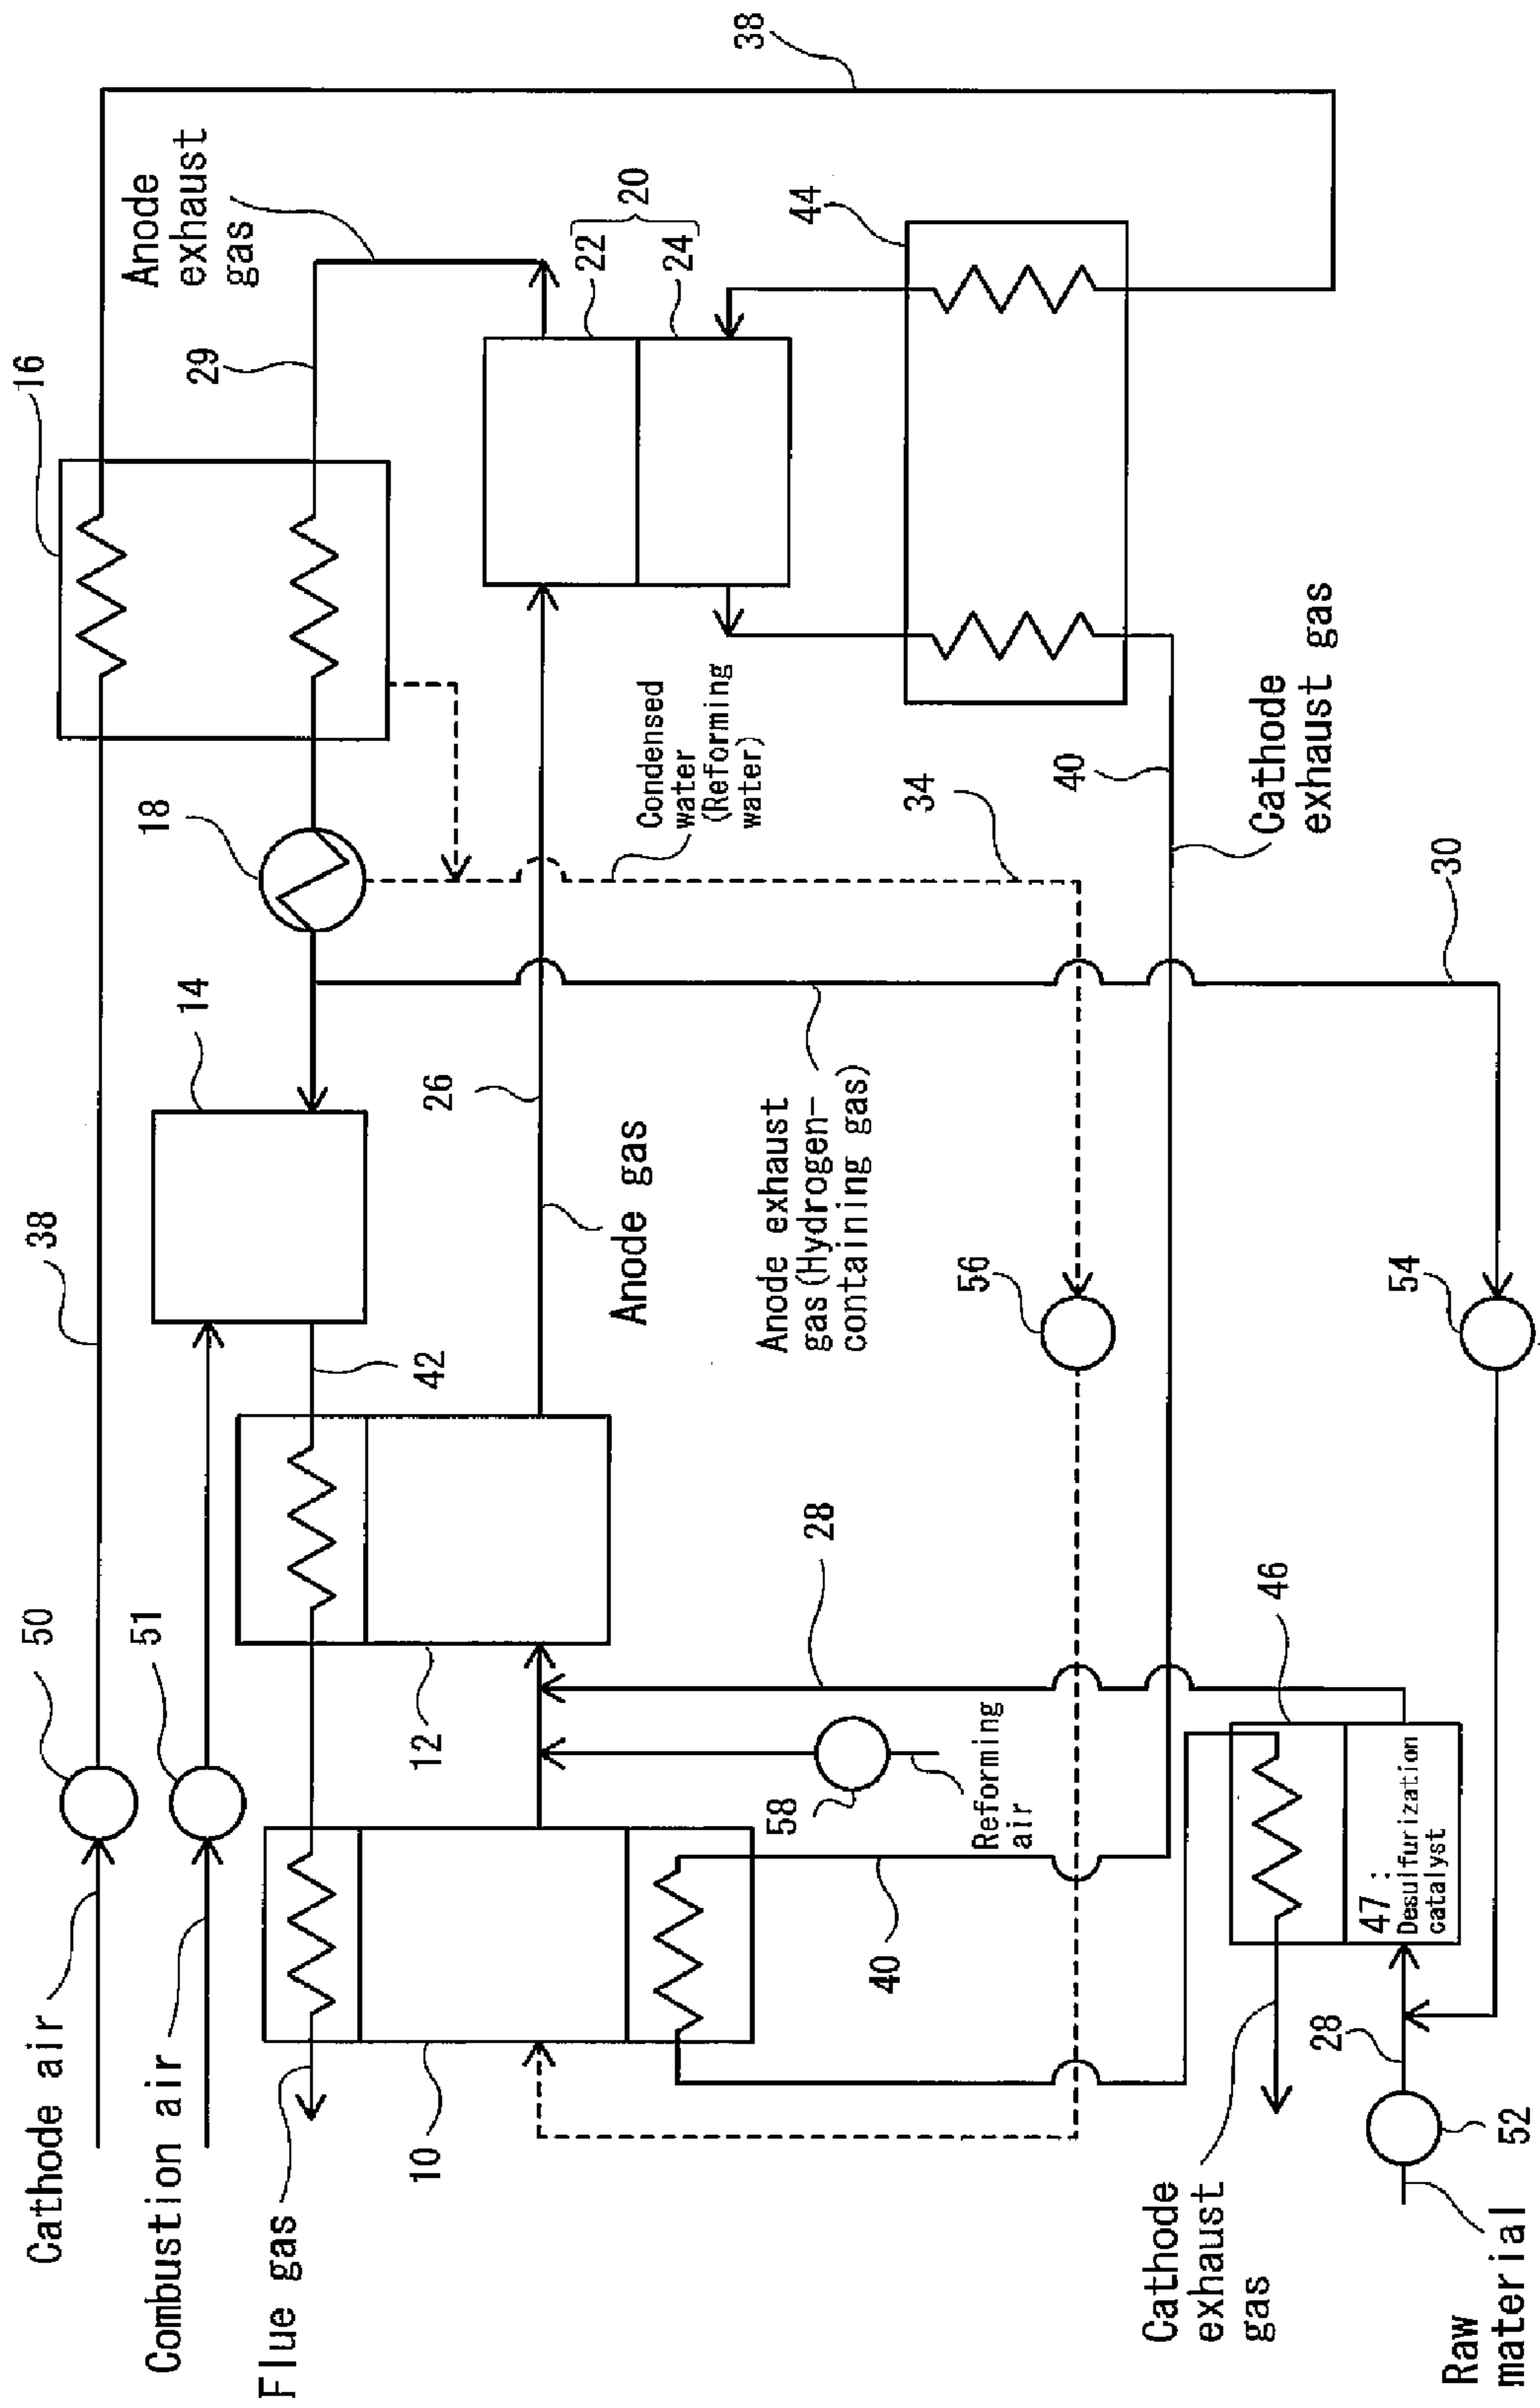 Cathode air
50
38
16
38
Combustion air
51
14
18
29
Anode
exhaust
gas
Flue gas
42
22
24
20
12
26
10
Anode gas
Condensed
water
(Reforming
water)
44
58
Reforming
air
28
Anode exhaust
gas(Hydrogen-
containing gas)
34
40
56
40
Cathode
exhaust gas
Cathode
exhaust
gas
46
47 :
Desulfurization
catalyst
28
54
30
52
Raw
material